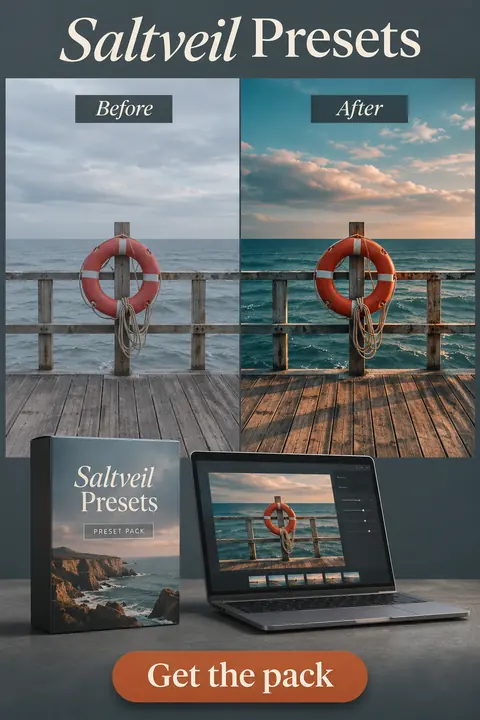 Saltveil Presets
Before
After
Saltveil
Presets
PRESET PACK
Get the pack